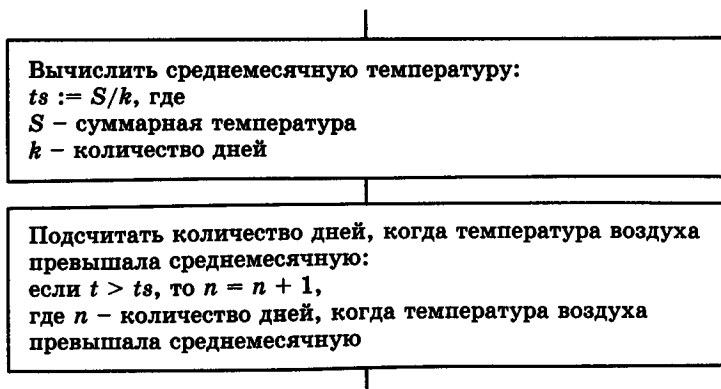 Вычислить среднемесячную температуру:
ts := S/k, где
S – суммарная температура
k – количество дней
Подсчитать количество дней, когда температура воздуха
превышала среднемесячную:
если t > ts, то n = n + 1,
где n – количество дней, когда температура воздуха
превышала среднемесячную